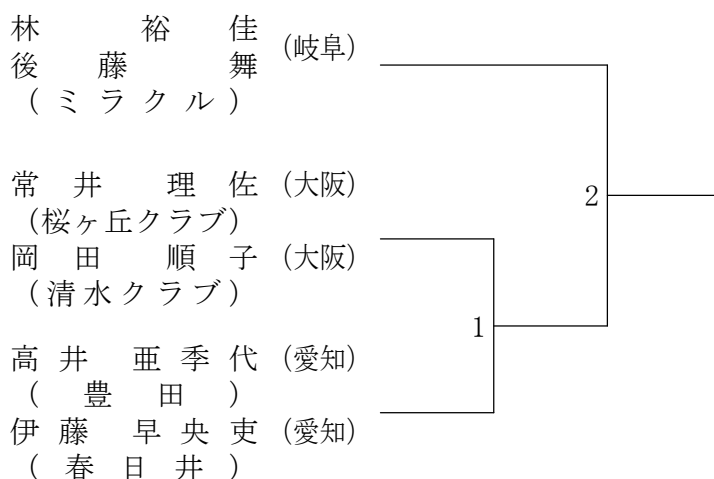 林裕佳
後藤舞 (岐阜)
(ミラクル)
常井理佐 (大阪)
(桜ヶ丘クラブ)
岡田順子 (大阪)
(清水クラブ)
高井亜季代 (愛知)
(豊田)
伊藤早央吏 (愛知)
(春日井)
2
1